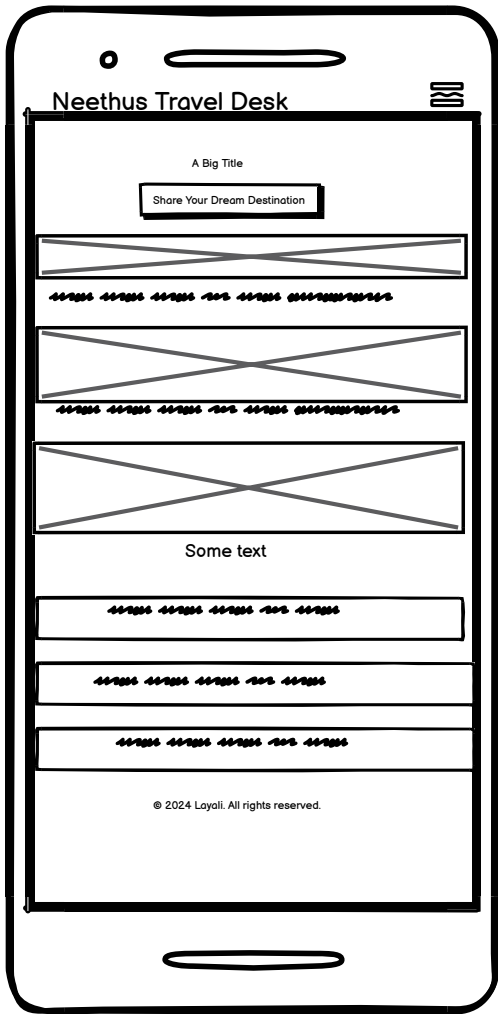 Neethus Travel Desk
A Big Title
Share Your Dream Destination
Some text
© 2024 Layali. All rights reserved.